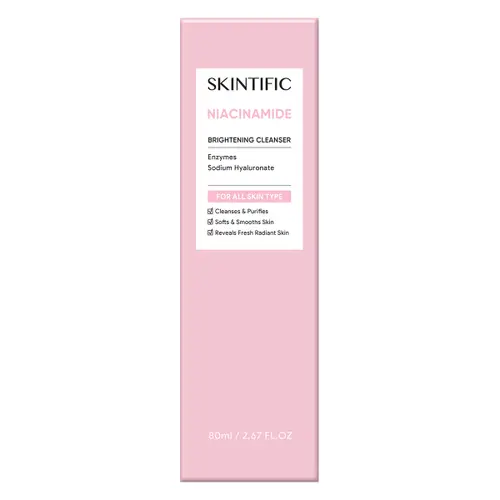 SKINTIFIC
NIACINAMIDE
BRIGHTENING CLEANSER
Enzymes
Sodium Hyaluronate
FOR ALL SKIN TYPE
Cleanses & Purifies
Softs & Smooths Skin
Reveals Fresh Radiant Skin
80ml / 2.67 FL.OZ